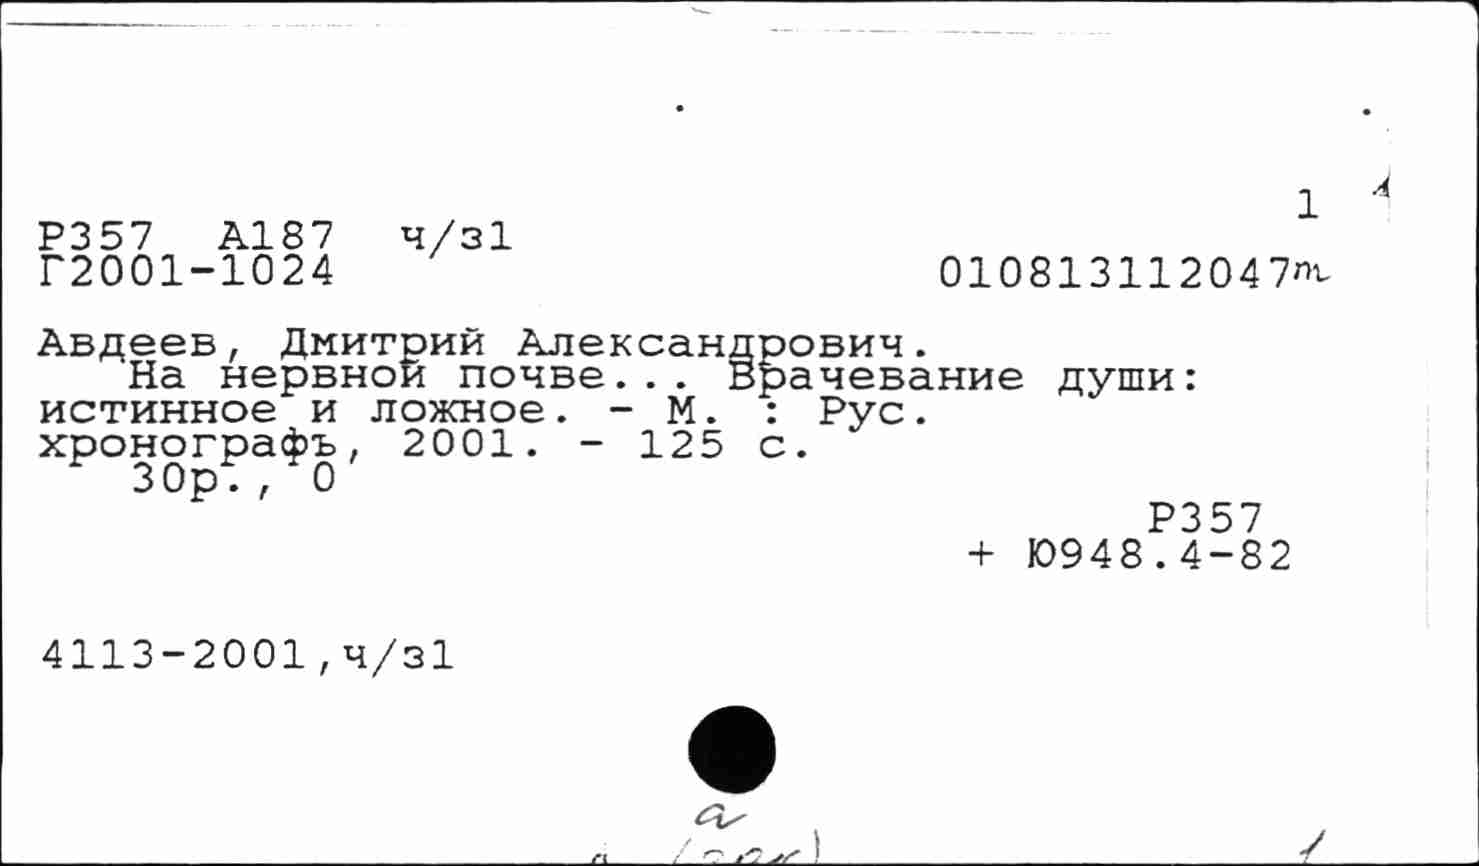 1
Р357 А187 ч/з1
Г2001-1024 010813112047т
Авдеев, Дмитрий Александрович.
На нервной почве... Врачевание души:
истинное и ложное. - М. : Рус.
хронографъ, 2001. - 125 с.
30р., 0
Р357
+ Ю948.4-82
4113-2001,ч/з1
а